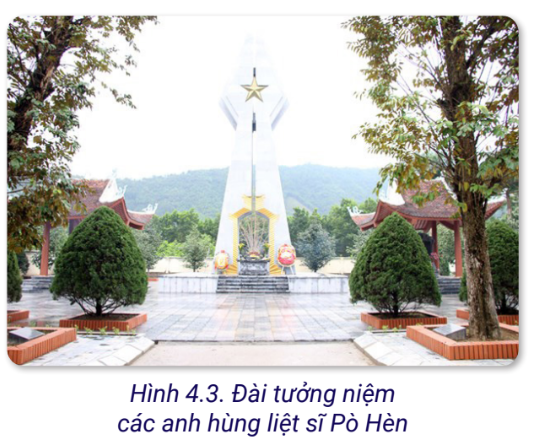 Hình 4.3. Đài tưởng niệm
các anh hùng liệt sĩ Pò Hèn